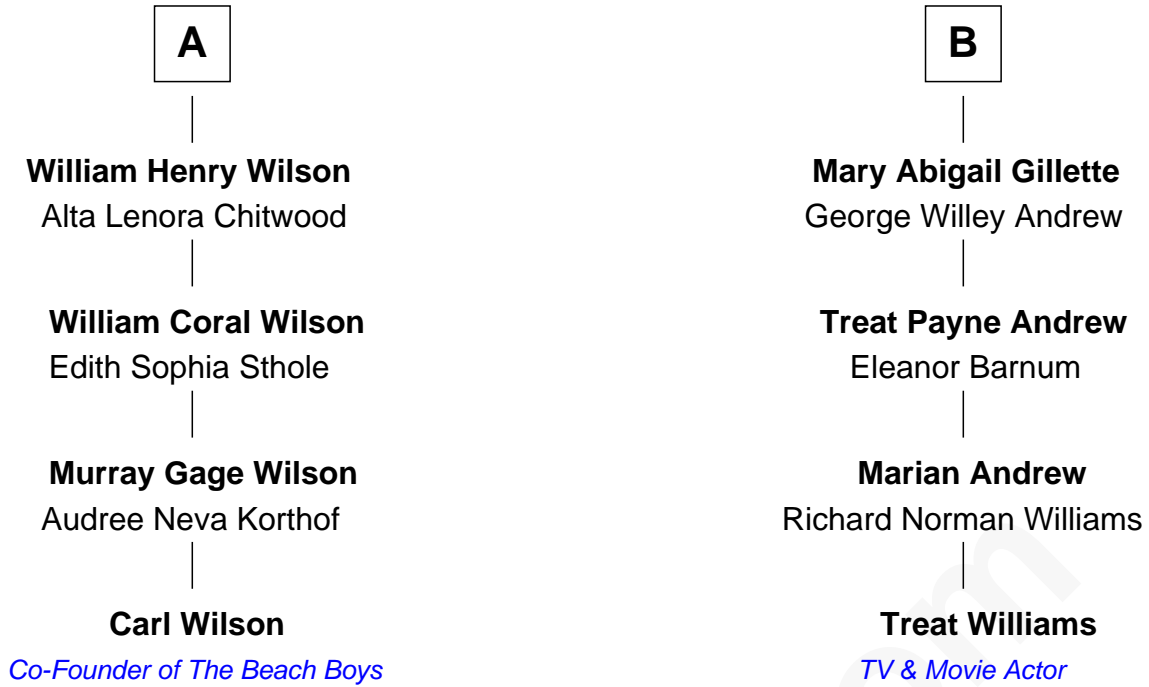 A
William Henry Wilson
Alta Lenora Chitwood
William Coral Wilson
Edith Sophia Sthole
Murray Gage Wilson
Audree Neva Korthof
Carl Wilson
Co-Founder of The Beach Boys
B
Mary Abigail Gillette
George Willey Andrew
Treat Payne Andrew
Eleanor Barnum
Marian Andrew
Richard Norman Williams
Treat Williams
TV & Movie Actor